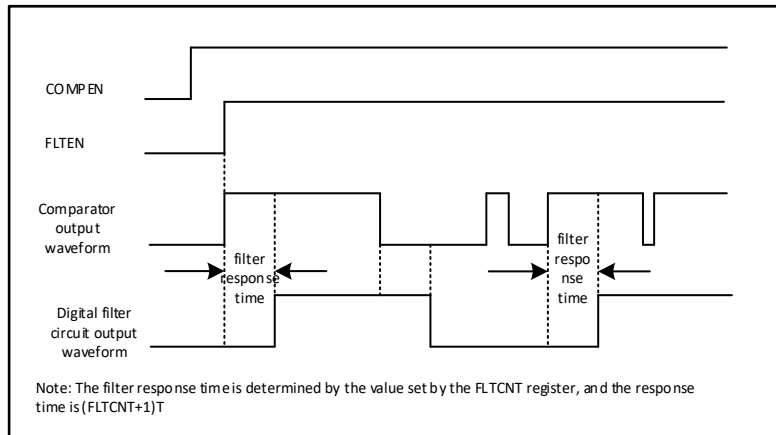 COMPEN
FLTEN
Comparator
output
waveform
filter
response
time
filter
respo
nse
time
Digital filter
circuit output
waveform
Note: The filter response time is determined by the value set by the FLTCNT register, and the response
time is (FLTCNT+1)T